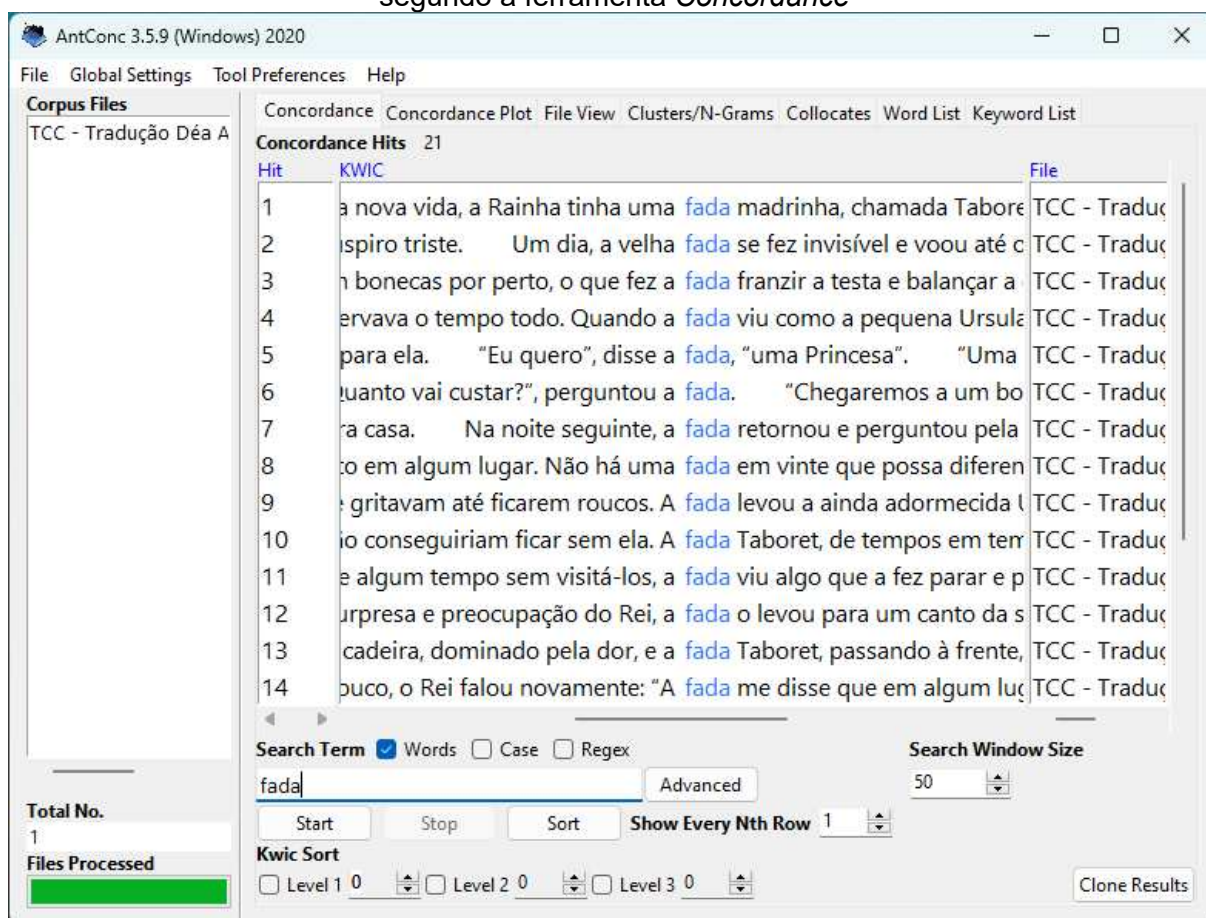 segundo a ferramenta Concordance
AntConc 3.5.9 (Windows) 2020
File Global Settings Tool Preferences Help
Corpus Files
TCC - Tradução Déa A
Concordance Concordance Plot File View Clusters/N-Grams Collocates Word List Keyword List
Concordance Hits 21
Hit KWIC File
1 a nova vida, a Rainha tinha uma fada madrinha, chamada Tabore TCC - Traduç
2 spiro triste. Um dia, a velha fada se fez invisível e voou até o TCC - Traduç
3 bonecas por perto, o que fez a fada franzir a testa e balançar a TCC - Traduç
4 ervava o tempo todo. Quando a fada viu como a pequena Ursula TCC - Traduç
5 para ela. “Eu quero”, disse a fada, “uma Princesa”. “Uma TCC - Traduç
6 uanto vai custar?”, perguntou a fada. “Chegaremos a um bo TCC - Traduç
7 ra casa. Na noite seguinte, a fada retornou e perguntou pela TCC - Traduç
8 to em algum lugar. Não há uma fada em vinte que possa diferen TCC - Traduç
9 e gritavam até ficarem roucos. A fada levou a ainda adormecida U TCC - Traduç
10 io conseguiriam ficar sem ela. A fada Taboret, de tempos em tem TCC - Traduç
11 e algum tempo sem visitá-los, a fada viu algo que a fez parar e p TCC - Traduç
12 urpresa e preocupação do Rei, a fada o levou para um canto da s TCC - Traduç
13 cadeira, dominado pela dor, e a fada Taboret, passando à frente, TCC - Traduç
14 ouco, o Rei falou novamente: “A fada me disse que em algum lug TCC - Traduç
Search Term Words Case Regex Search Window Size
fada Advanced 50
Total No.
1
Start Stop Sort Show Every Nth Row 1
Files Processed
Kwic Sort
Level 1 0 Level 2 0 Level 3 0 Clone Results